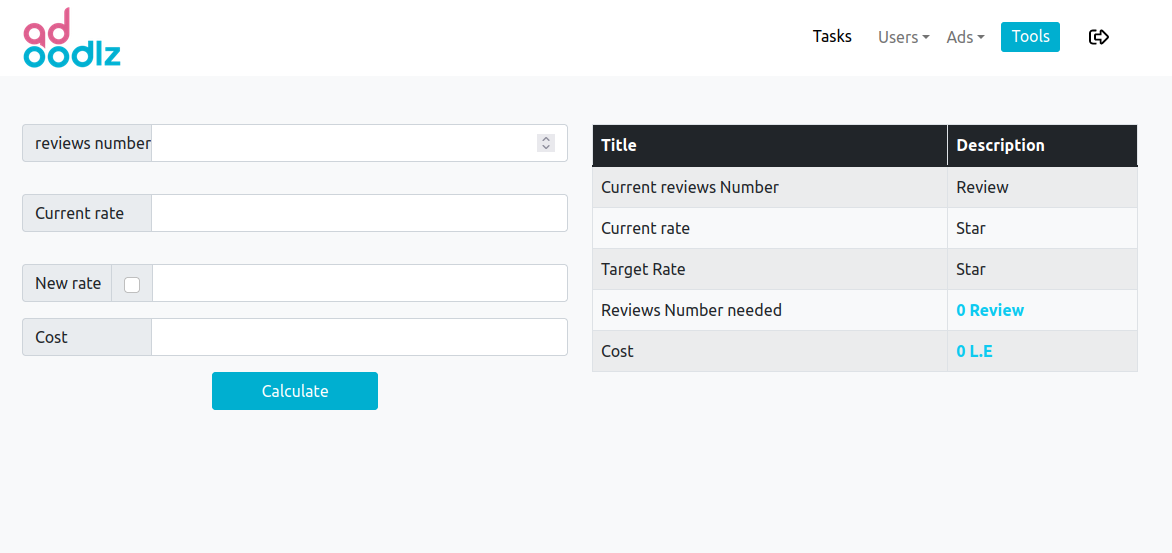 ad
oodlz
Tasks Users Ads Tools
reviews number
Current rate
New rate
Cost
Calculate
Title Description
Current reviews Number Review
Current rate Star
Target Rate Star
Reviews Number needed 0 Review
Cost 0 L.E